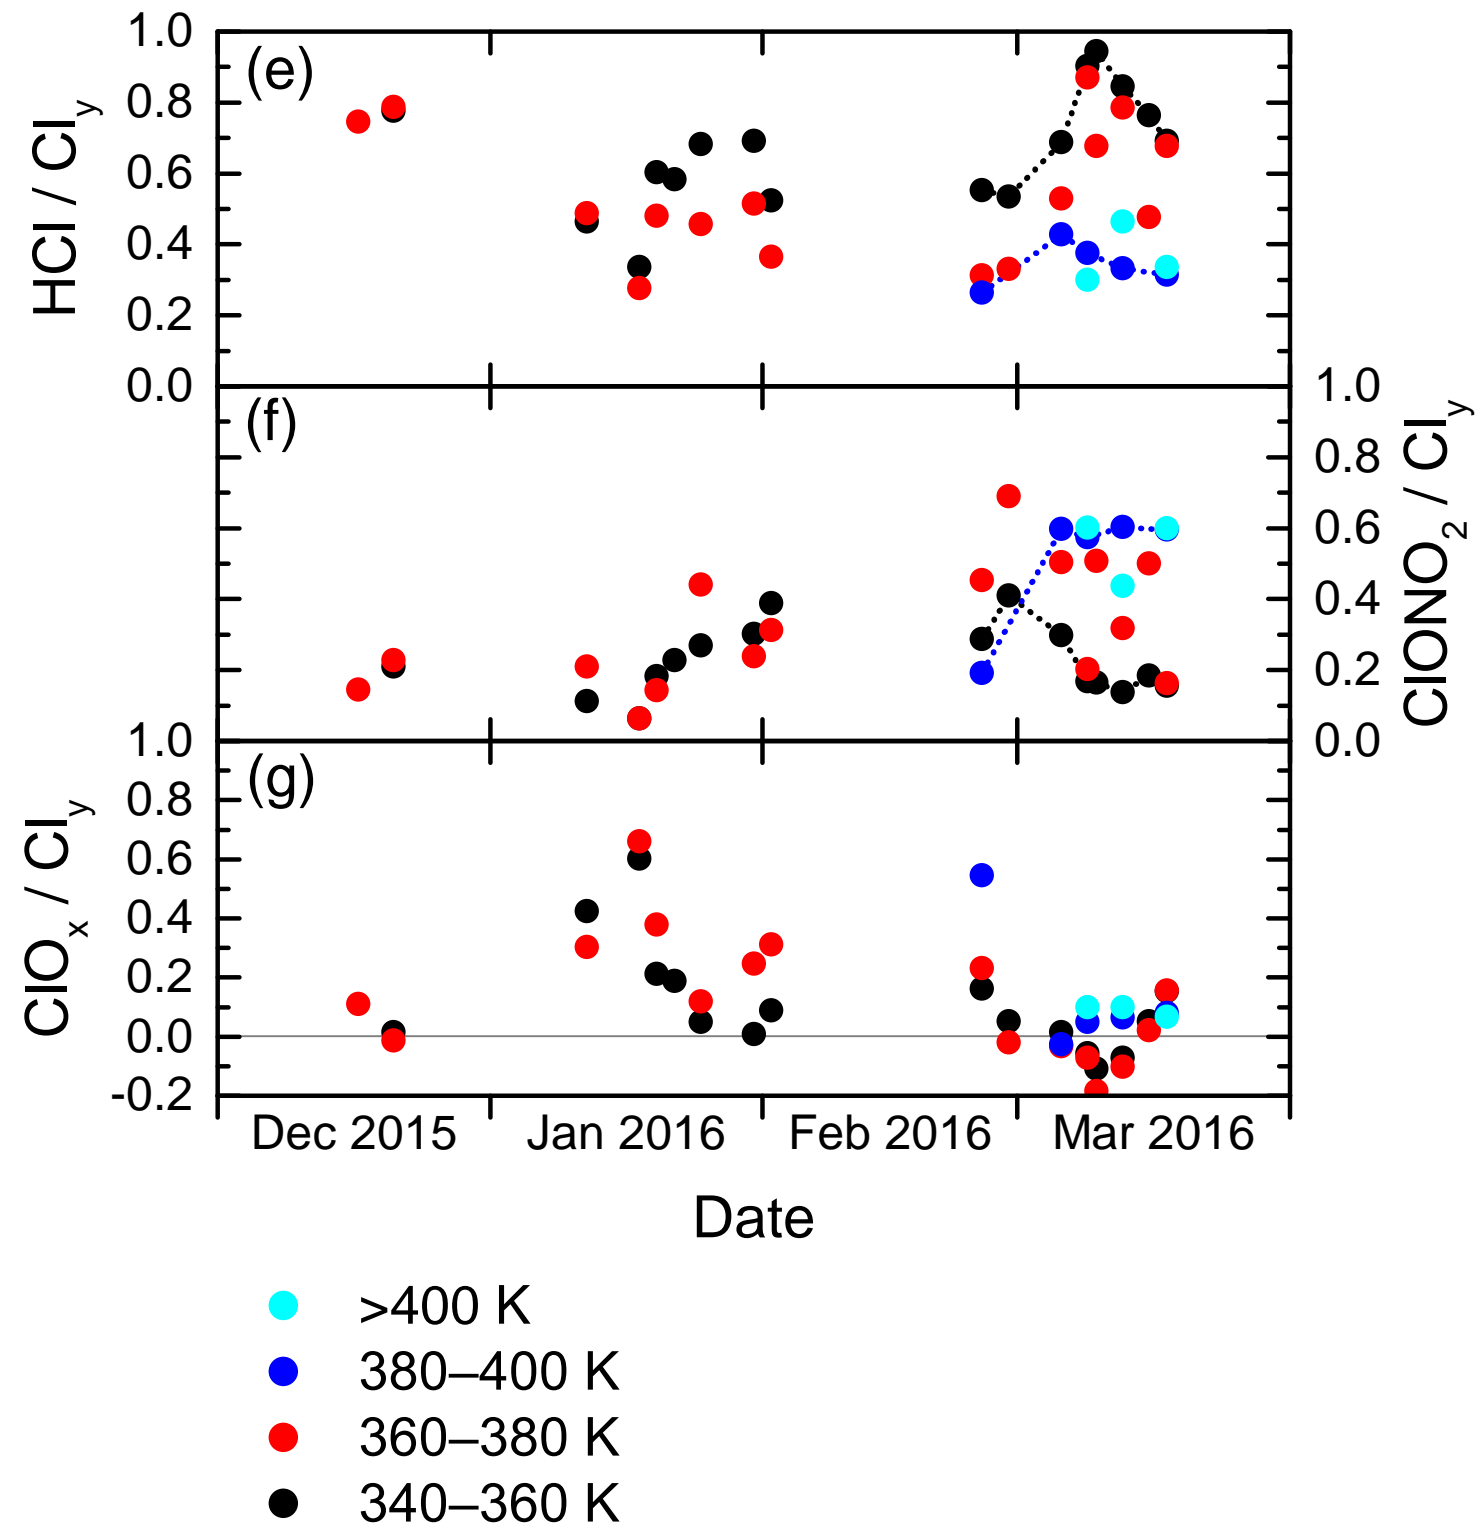 (e)
HCl / Cly
1.0
0.8
0.6
0.4
0.2
0.0
(f)
1.0
0.8
0.6
0.4
0.2
0.0
ClONO2 / Cly
(g)
ClOx / Cly
1.0
0.8
0.6
0.4
0.2
0.0
-0.2
Dec 2015 Jan 2016 Feb 2016 Mar 2016
Date
>400 K
380–400 K
360–380 K
340–360 K